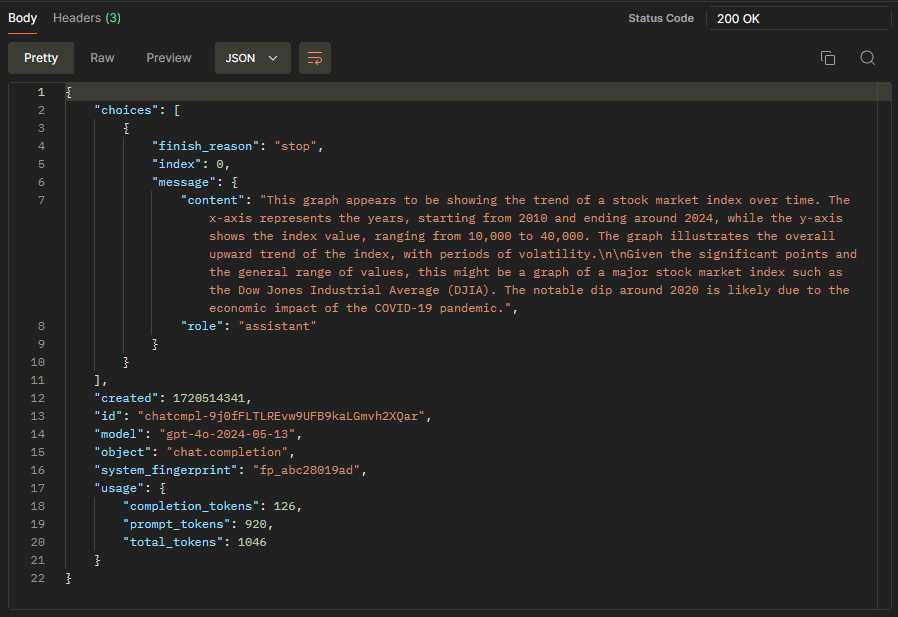 Body Headers (3) Status Code 200 OK
Pretty Raw Preview JSON
1 {
2 "choices": [
3 {
4 "finish_reason": "stop",
5 "index": 0,
6 "message": {
7 "content": "This graph appears to be showing the trend of a stock market index over time. The
x-axis represents the years, starting from 2010 and ending around 2024, while the y-axis
shows the index value, ranging from 10,000 to 40,000. The graph illustrates the overall
upward trend of the index, with periods of volatility.\n\nGiven the significant points and
the general range of values, this might be a graph of a major stock market index such as
the Dow Jones Industrial Average (DJIA). The notable dip around 2020 is likely due to the
economic impact of the COVID-19 pandemic.",
8 "role": "assistant"
9 }
10 }
11 ],
12 "created": 1720514341,
13 "id": "chatcmpl-9j0fFLTLREvw9UFB9kaLGmvh2XQar",
14 "model": "gpt-4o-2024-05-13",
15 "object": "chat.completion",
16 "system_fingerprint": "fp_abc28019ad",
17 "usage": {
18 "completion_tokens": 126,
19 "prompt_tokens": 920,
20 "total_tokens": 1046
21 }
22 }